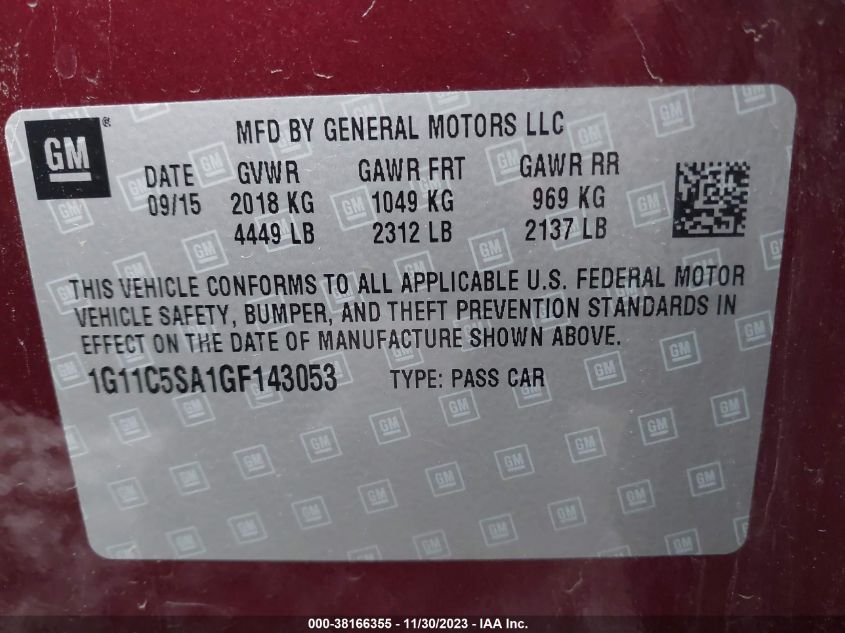 GM ®
MFD BY GENERAL MOTORS LLC
DATE GVWR GAWR FRT GAWR RR
09/15 2018 KG 1049 KG 969 KG
4449 LB 2312 LB 2137 LB
THIS VEHICLE CONFORMS TO ALL APPLICABLE U.S. FEDERAL MOTOR
VEHICLE SAFETY, BUMPER, AND THEFT PREVENTION STANDARDS IN
EFFECT ON THE DATE OF MANUFACTURE SHOWN ABOVE.
1G11C5SA1GF143053 TYPE: PASS CAR
000-38166355 - 11/30/2023 - IAA Inc.